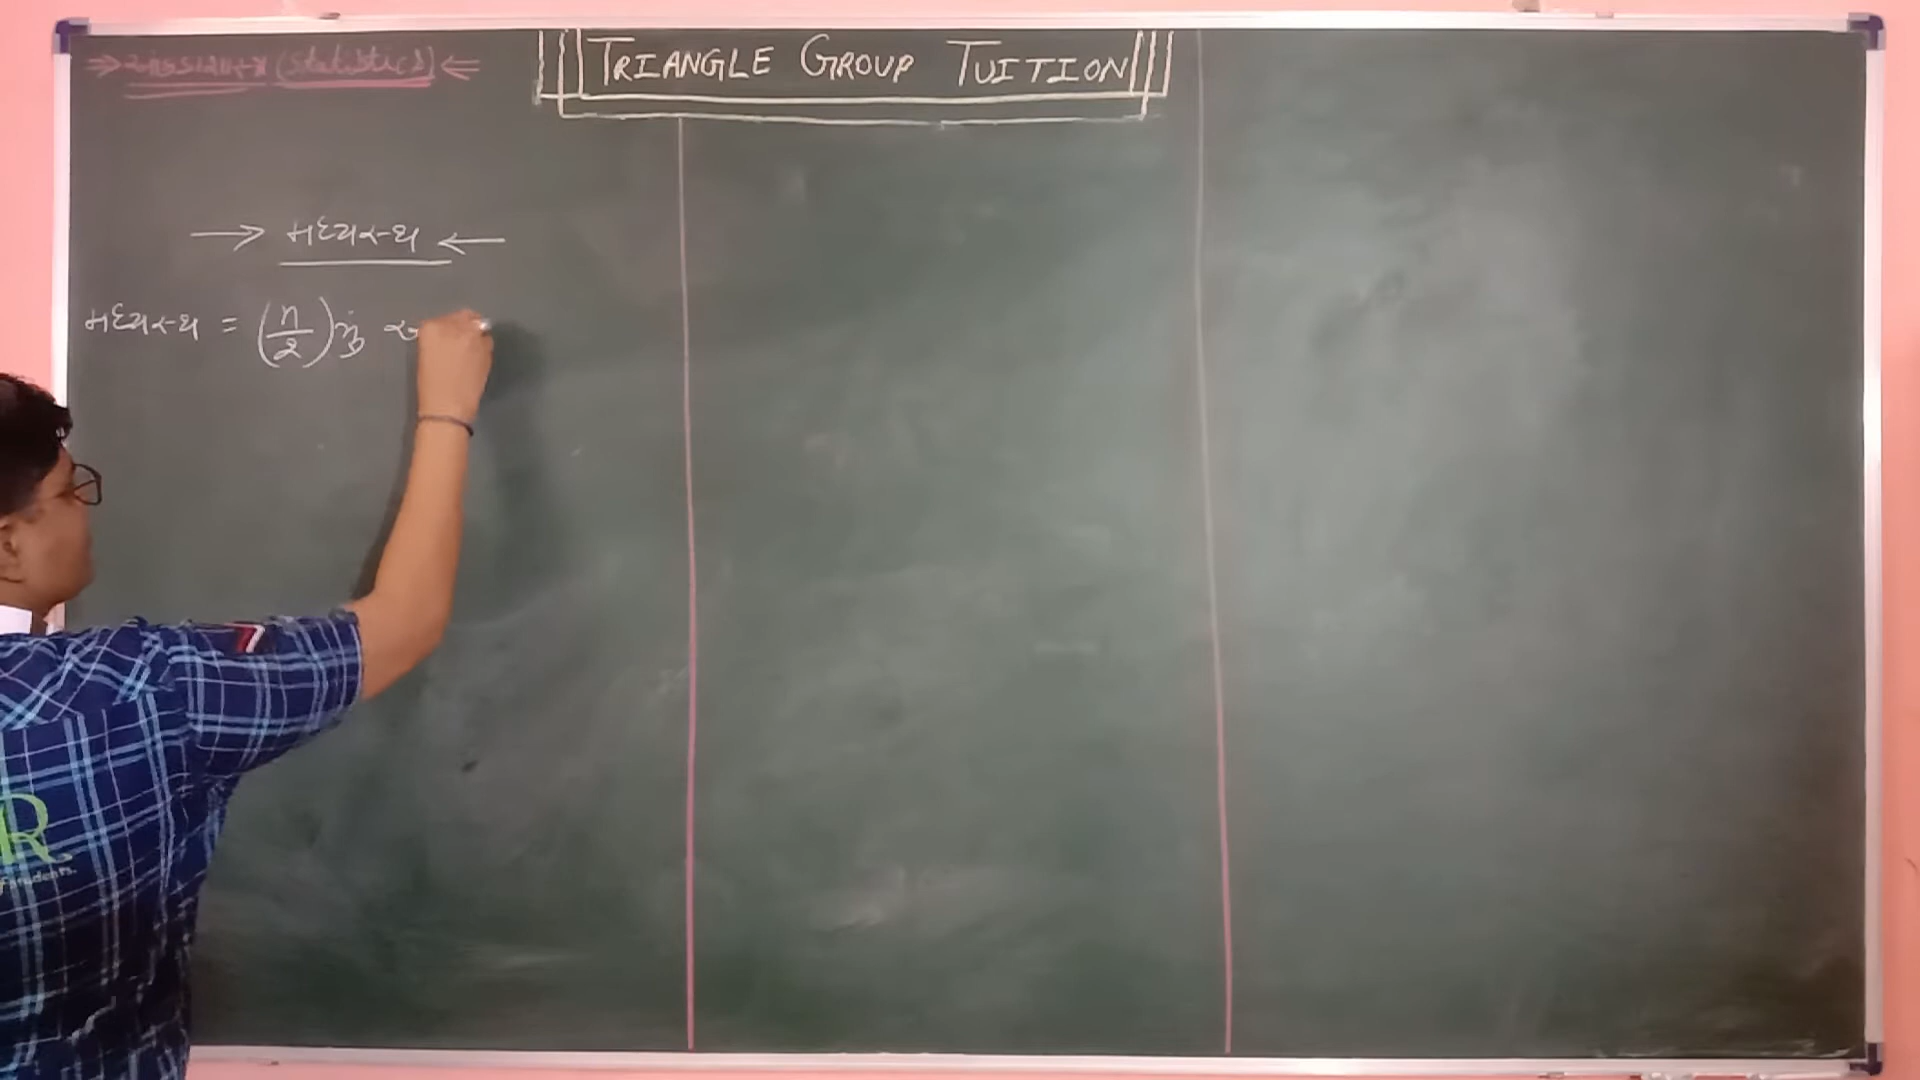 ⇒ આંકડાશાસ્ત્ર (Statistics) ⇐
TRIANGLE GROUP TUITION
→ મધ્યસ્થ ←
મધ્યસ્થ = (n/2) મું
R